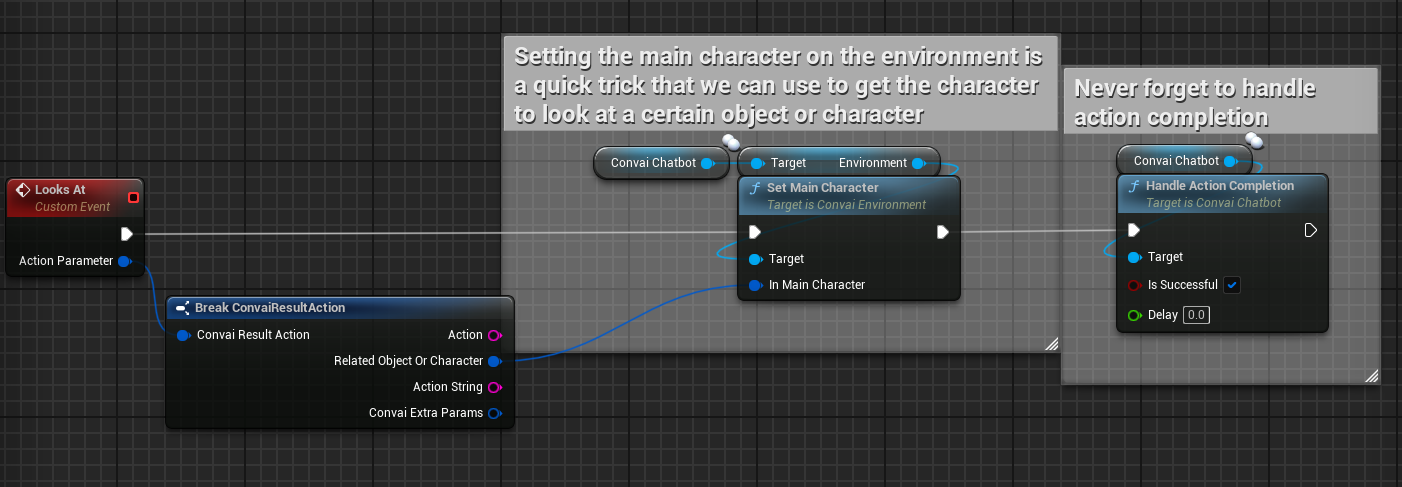 Setting the main character on the environment is
a quick trick that we can use to get the character
to look at a certain object or character
Never forget to handle
action completion
Convai Chatbot
Target
Environment
Convai Chatbot
Looks At
Custom Event
Set Main Character
Target is Convai Environment
Handle Action Completion
Target is Convai Chatbot
Action Parameter
Target
In Main Character
Target
Is Successful
Delay 0.0
Break ConvaiResultAction
Convai Result Action
Action
Related Object Or Character
Action String
Convai Extra Params